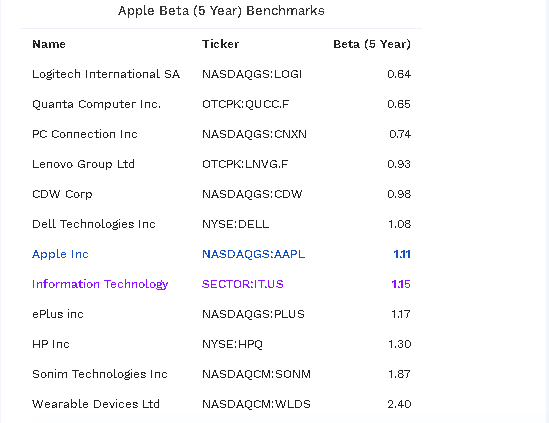 Apple Beta (5 Year) Benchmarks
Name Ticker Beta (5 Year)
Logitech International SA NASDAQGS:LOGI 0.64
Quanta Computer Inc. OTCPK:QUCC.F 0.65
PC Connection Inc NASDAQGS:CNXN 0.74
Lenovo Group Ltd OTCPK:LNVG.F 0.93
CDW Corp NASDAQGS:CDW 0.98
Dell Technologies Inc NYSE:DELL 1.08
Apple Inc NASDAQGS:AAPL 1.11
Information Technology SECTOR:IT.US 1.15
ePlus inc NASDAQGS:PLUS 1.17
HP Inc NYSE:HPQ 1.30
Sonim Technologies Inc NASDAQCM:SONM 1.87
Wearable Devices Ltd NASDAQCM:WLDS 2.40